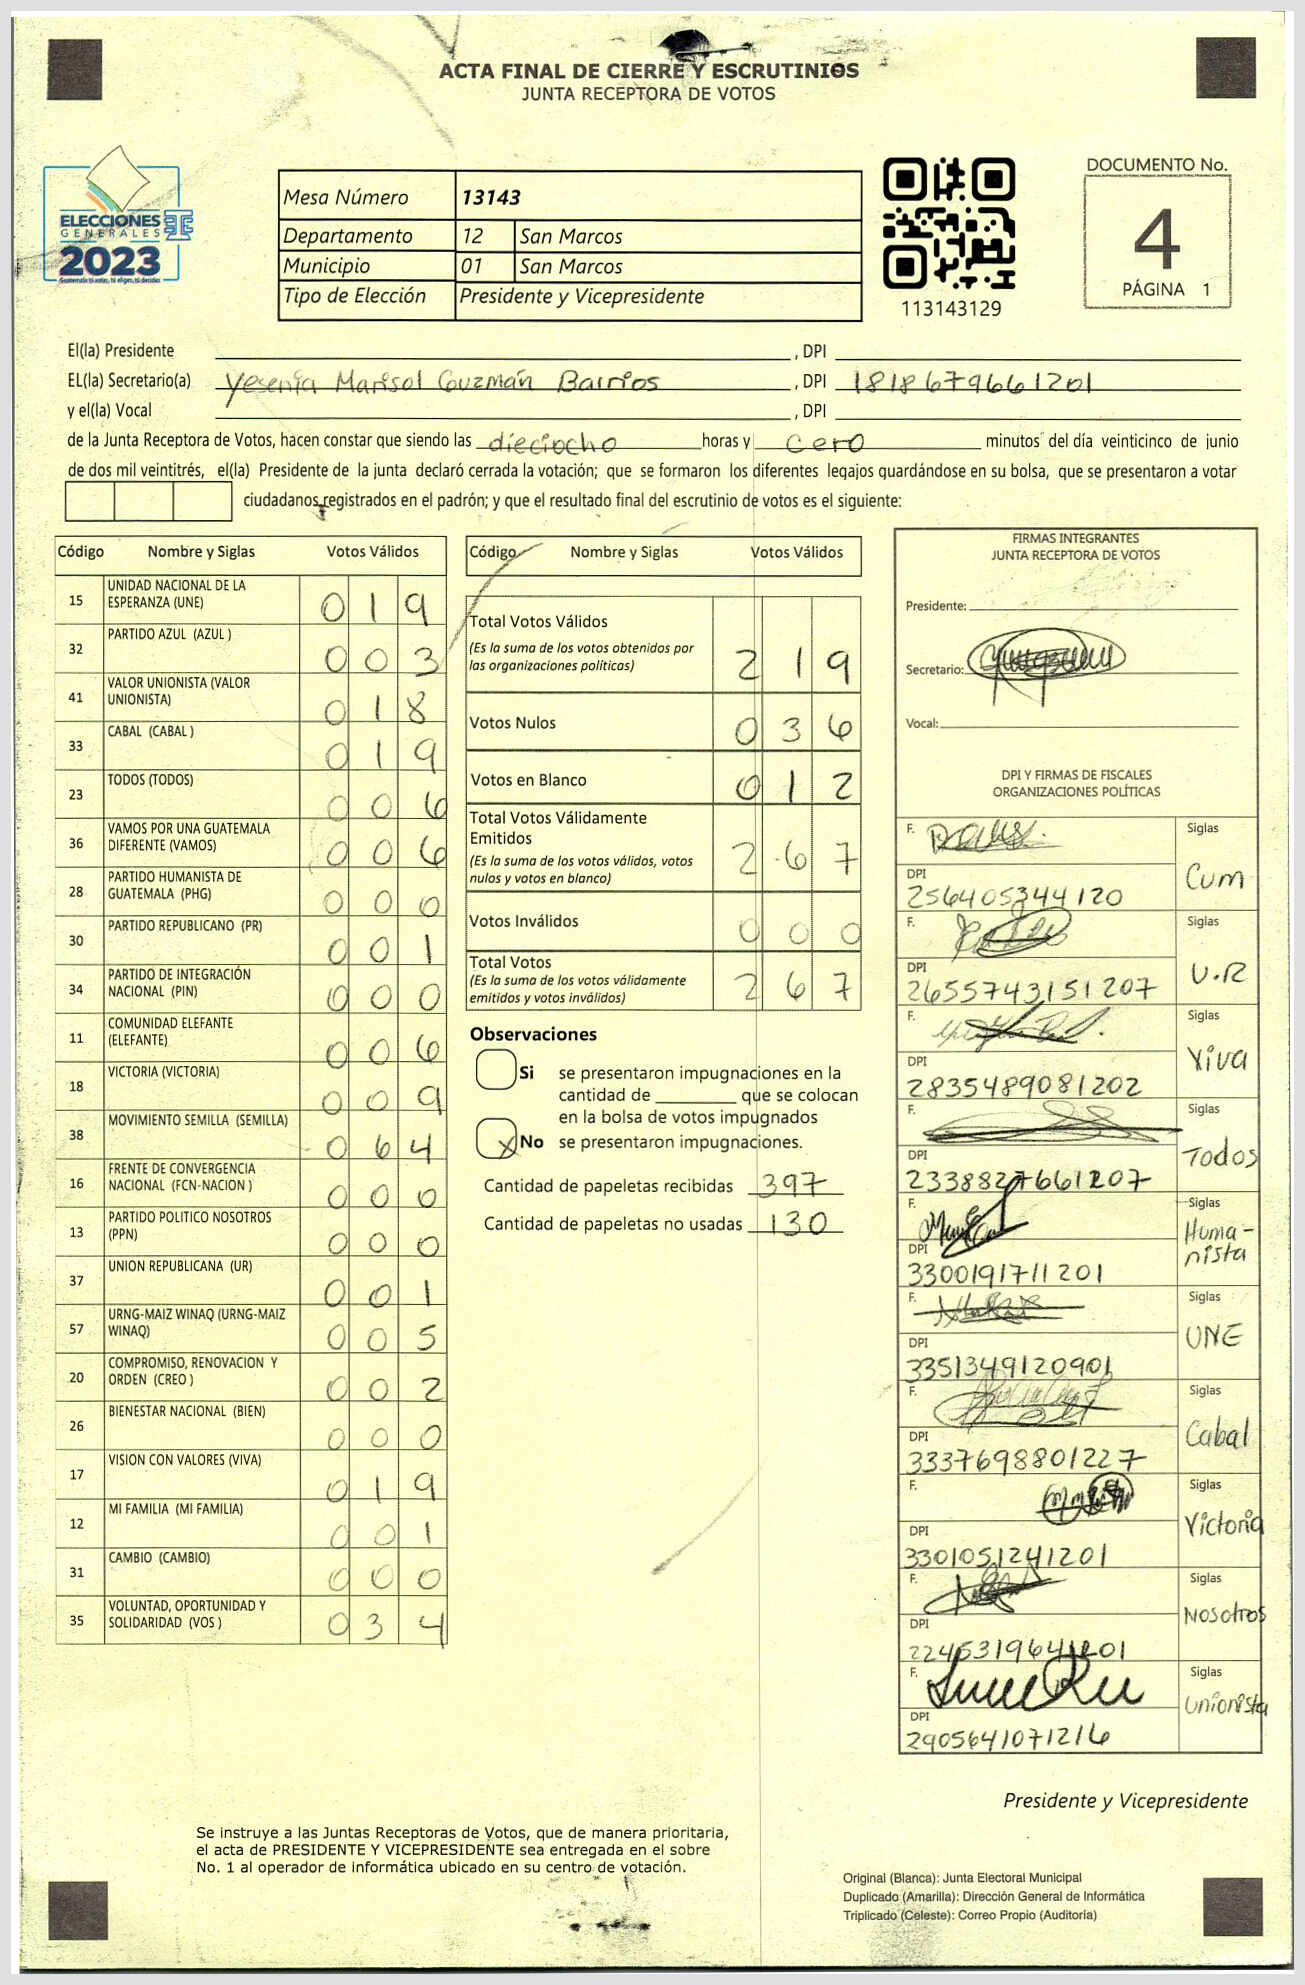 ACTA FINAL DE CIERRE Y ESCRUTINIOS
JUNTA RECEPTORA DE VOTOS
ELECCIONES
GENERALES
2023
Mesa Número 13143
Departamento 12 San Marcos
Municipio 01 San Marcos
Tipo de Elección Presidente y Vicepresidente
113143129
DOCUMENTO No.
4
PÁGINA 1
El(la) Presidente , DPI
EL(la) Secretario(a) Yesenia Marisol Guzmán Barrios , DPI 1818679661201
y el(la) Vocal , DPI
de la Junta Receptora de Votos, hacen constar que siendo las dieciocho horas y cero minutos del día veinticinco de junio
de dos mil veintitrés, el(la) Presidente de la junta declaró cerrada la votación; que se formaron los diferentes legajos guardándose en su bolsa, que se presentaron a votar
ciudadanos registrados en el padrón; y que el resultado final del escrutinio de votos es el siguiente:
Código Nombre y Siglas Votos Válidos
15 UNIDAD NACIONAL DE LA ESPERANZA (UNE) 0 1 9
32 PARTIDO AZUL (AZUL ) 0 0 3
41 VALOR UNIONISTA (VALOR UNIONISTA) 0 1 8
33 CABAL (CABAL ) 0 1 9
23 TODOS (TODOS) 0 0 6
36 VAMOS POR UNA GUATEMALA DIFERENTE (VAMOS) 0 0 6
28 PARTIDO HUMANISTA DE GUATEMALA (PHG) 0 0 0
30 PARTIDO REPUBLICANO (PR) 0 0 1
34 PARTIDO DE INTEGRACIÓN NACIONAL (PIN) 0 0 0
11 COMUNIDAD ELEFANTE (ELEFANTE) 0 0 6
18 VICTORIA (VICTORIA) 0 0 9
38 MOVIMIENTO SEMILLA (SEMILLA) 0 6 4
16 FRENTE DE CONVERGENCIA NACIONAL (FCN-NACION ) 0 0 0
13 PARTIDO POLITICO NOSOTROS (PPN) 0 0 0
37 UNION REPUBLICANA (UR) 0 0 1
57 URNG-MAIZ WINAQ (URNG-MAIZ WINAQ) 0 0 5
20 COMPROMISO, RENOVACION Y ORDEN (CREO ) 0 0 2
26 BIENESTAR NACIONAL (BIEN) 0 0 0
17 VISION CON VALORES (VIVA) 0 1 9
12 MI FAMILIA (MI FAMILIA) 0 0 1
31 CAMBIO (CAMBIO) 0 0 0
35 VOLUNTAD, OPORTUNIDAD Y SOLIDARIDAD (VOS ) 0 3 4
Código Nombre y Siglas Votos Válidos
Total Votos Válidos 2 1 9
(Es la suma de los votos obtenidos por
las organizaciones políticas)
Votos Nulos 0 3 6
Votos en Blanco 0 1 2
Total Votos Válidamente
Emitidos 2 6 7
(Es la suma de los votos válidos, votos
nulos y votos en blanco)
Votos Inválidos 0 0 0
Total Votos 2 6 7
(Es la suma de los votos válidamente
emitidos y votos inválidos)
Observaciones
Si se presentaron impugnaciones en la
cantidad de ________ que se colocan
en la bolsa de votos impugnados
X No se presentaron impugnaciones.
Cantidad de papeletas recibidas 397
Cantidad de papeletas no usadas 130
FIRMAS INTEGRANTES
JUNTA RECEPTORA DE VOTOS
Presidente:
Secretario:
Vocal:
DPI Y FIRMAS DE FISCALES
ORGANIZACIONES POLÍTICAS
F. Siglas
DPI Cum
256405344120
F. Siglas
DPI U.R
2655743151207
F. Siglas
DPI Viva
2835489081202
F. Siglas
DPI Todos
2338827661207
F. Siglas
DPI Huma-
nista
3300191711201
F. Siglas
DPI UNE
3351349120901
F. Siglas
DPI Cabal
3337698801227
F. Siglas
DPI Victoria
3301051241201
F. Siglas
DPI Nosotros
2245319641201
F. Siglas
DPI Unionista
2905641071216
Presidente y Vicepresidente
Se instruye a las Juntas Receptoras de Votos, que de manera prioritaria,
el acta de PRESIDENTE Y VICEPRESIDENTE sea entregada en el sobre
No. 1 al operador de informática ubicado en su centro de votación.
Original (Blanca): Junta Electoral Municipal
Duplicado (Amarilla): Dirección General de Informática
Triplicado (Celeste): Correo Propio (Auditoría)